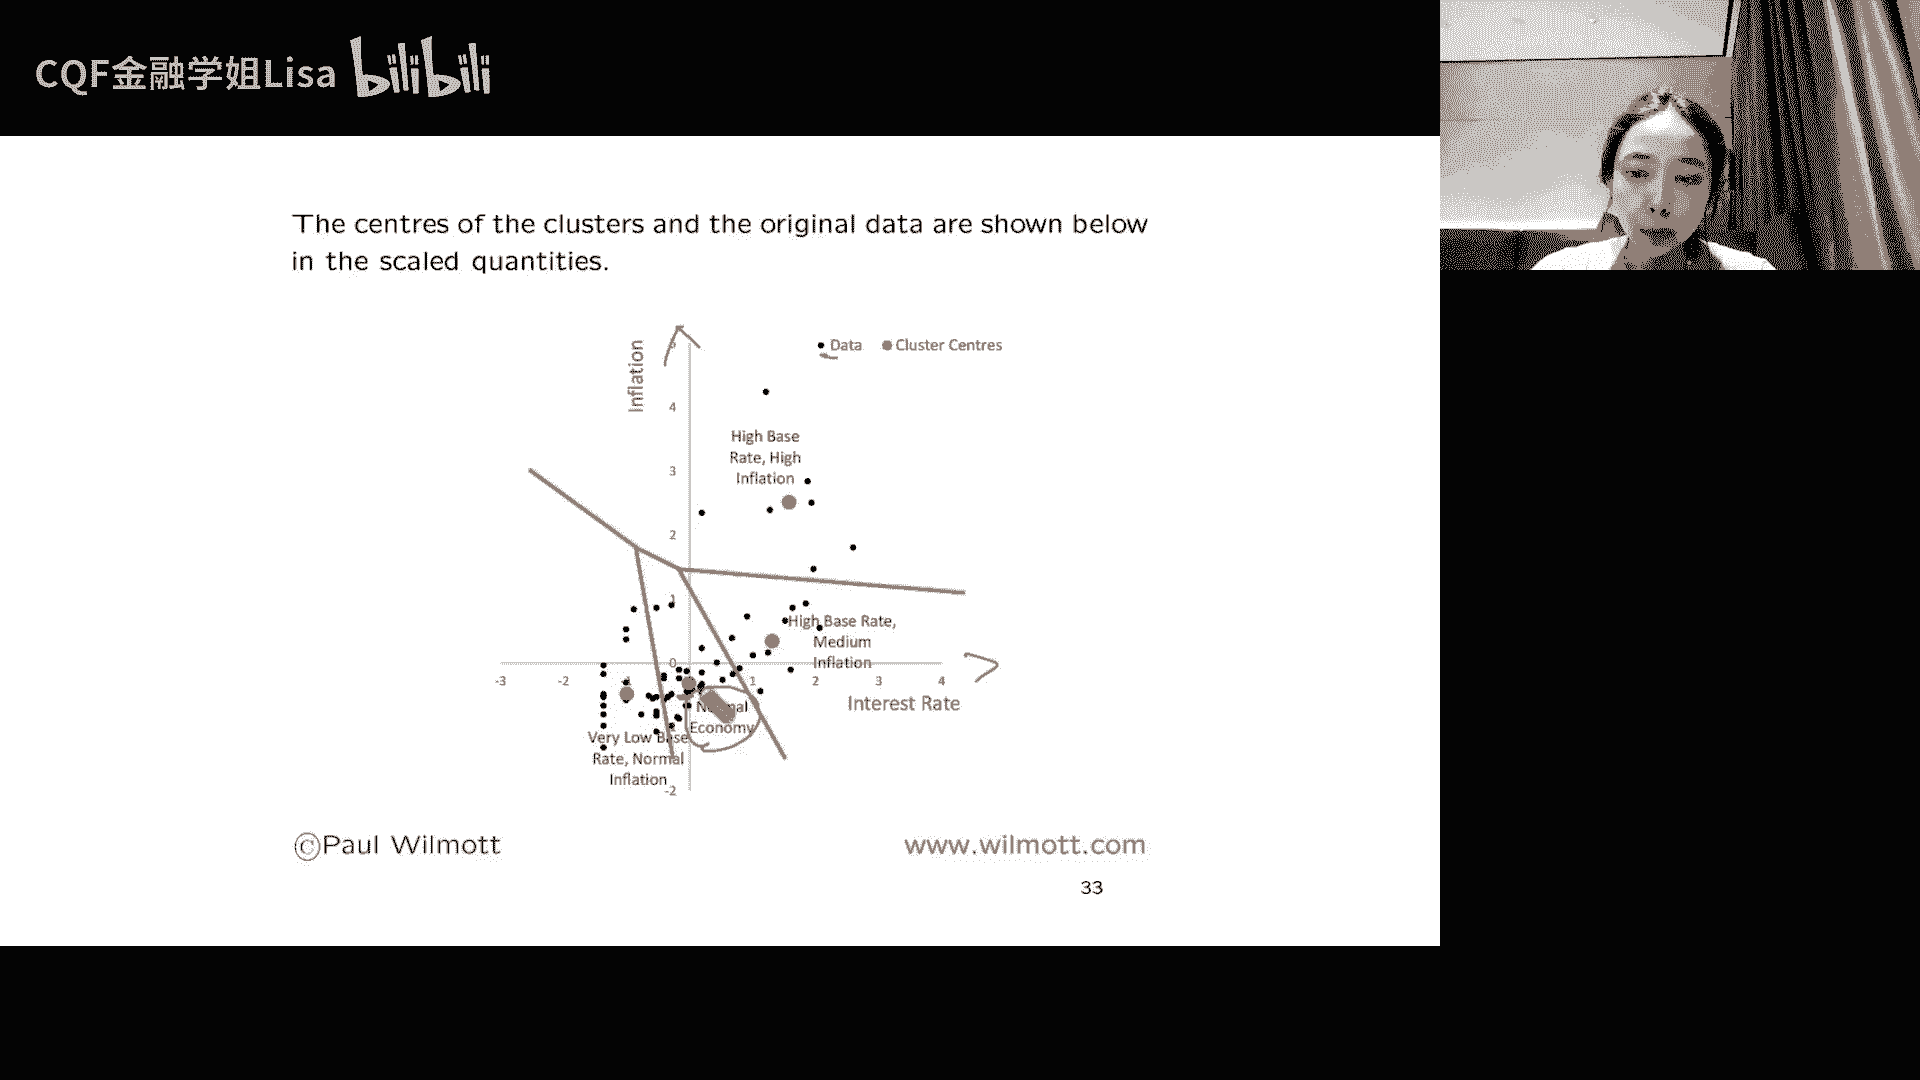 CQF金融学姐Lisa bilibili
The centres of the clusters and the original data are shown below
in the scaled quantities.
Data Cluster Centres
Inflation
4
3
2
1
0
-2
High Base
Rate, High
Inflation
High Base Rate,
Medium
Inflation
-3 -2 1 2 3 4
Interest Rate
Economy
Very Low Base
Rate, Normal
Inflation
©Paul Wilmott www.wilmott.com
33